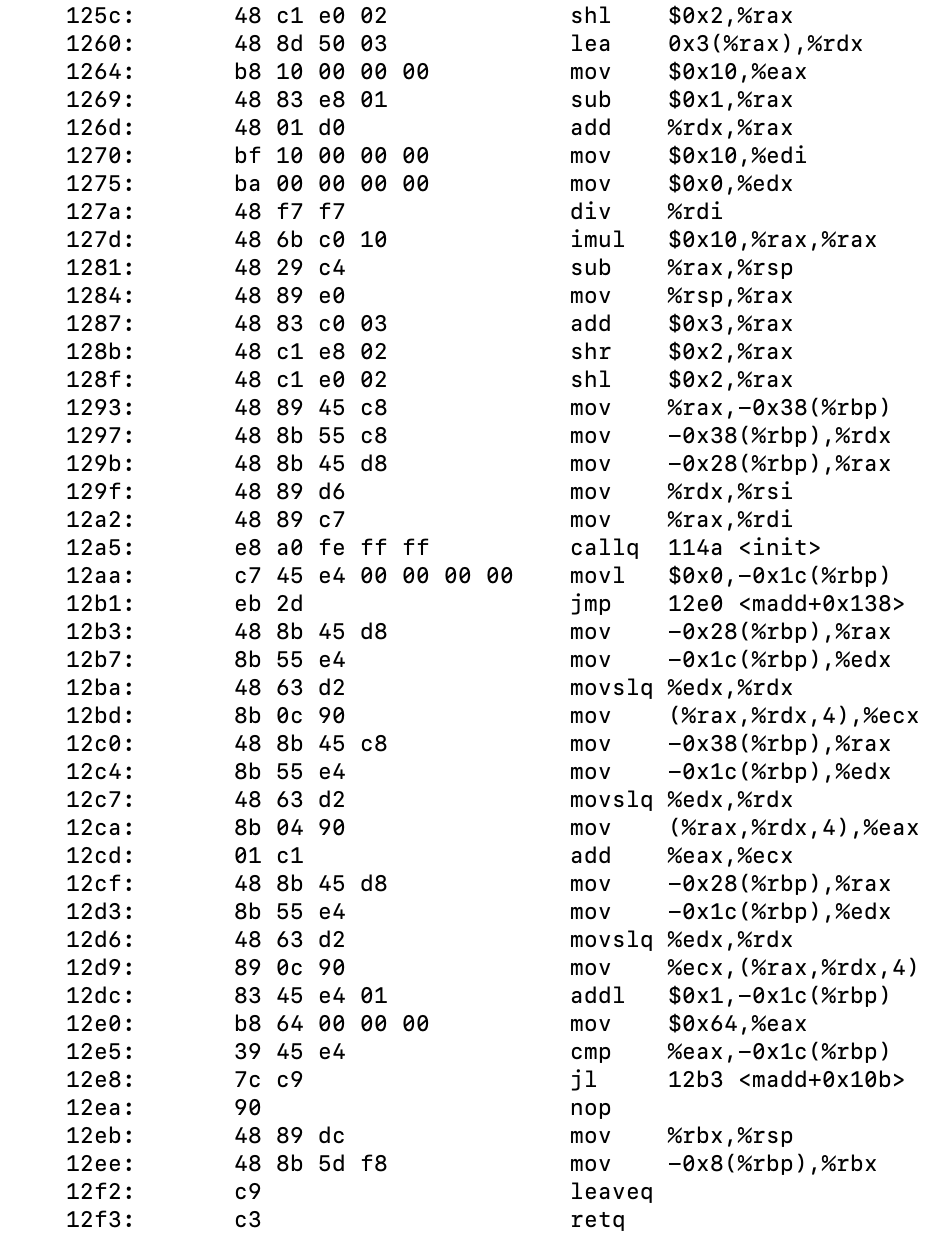 125c: 48 c1 e0 02 shl $0x2,%rax
1260: 48 8d 50 03 lea 0x3(%rax),%rdx
1264: b8 10 00 00 00 mov $0x10,%eax
1269: 48 83 e8 01 sub $0x1,%rax
126d: 48 01 d0 add %rdx,%rax
1270: bf 10 00 00 00 mov $0x10,%edi
1275: ba 00 00 00 00 mov $0x0,%edx
127a: 48 f7 f7 div %rdi
127d: 48 6b c0 10 imul $0x10,%rax,%rax
1281: 48 29 c4 sub %rax,%rsp
1284: 48 89 e0 mov %rsp,%rax
1287: 48 83 c0 03 add $0x3,%rax
128b: 48 c1 e8 02 shr $0x2,%rax
128f: 48 c1 e0 02 shl $0x2,%rax
1293: 48 89 45 c8 mov %rax,-0x38(%rbp)
1297: 48 8b 55 c8 mov -0x38(%rbp),%rdx
129b: 48 8b 45 d8 mov -0x28(%rbp),%rax
129f: 48 89 d6 mov %rdx,%rsi
12a2: 48 89 c7 mov %rax,%rdi
12a5: e8 a0 fe ff ff callq 114a <init>
12aa: c7 45 e4 00 00 00 00 movl $0x0,-0x1c(%rbp)
12b1: eb 2d jmp 12e0 <madd+0x138>
12b3: 48 8b 45 d8 mov -0x28(%rbp),%rax
12b7: 8b 55 e4 mov -0x1c(%rbp),%edx
12ba: 48 63 d2 movslq %edx,%rdx
12bd: 8b 0c 90 mov (%rax,%rdx,4),%ecx
12c0: 48 8b 45 c8 mov -0x38(%rbp),%rax
12c4: 8b 55 e4 mov -0x1c(%rbp),%edx
12c7: 48 63 d2 movslq %edx,%rdx
12ca: 8b 04 90 mov (%rax,%rdx,4),%eax
12cd: 01 c1 add %eax,%ecx
12cf: 48 8b 45 d8 mov -0x28(%rbp),%rax
12d3: 8b 55 e4 mov -0x1c(%rbp),%edx
12d6: 48 63 d2 movslq %edx,%rdx
12d9: 89 0c 90 mov %ecx,(%rax,%rdx,4)
12dc: 83 45 e4 01 addl $0x1,-0x1c(%rbp)
12e0: b8 64 00 00 00 mov $0x64,%eax
12e5: 39 45 e4 cmp %eax,-0x1c(%rbp)
12e8: 7c c9 jl 12b3 <madd+0x10b>
12ea: 90 nop
12eb: 48 89 dc mov %rbx,%rsp
12ee: 48 8b 5d f8 mov -0x8(%rbp),%rbx
12f2: c9 leaveq
12f3: c3 retq